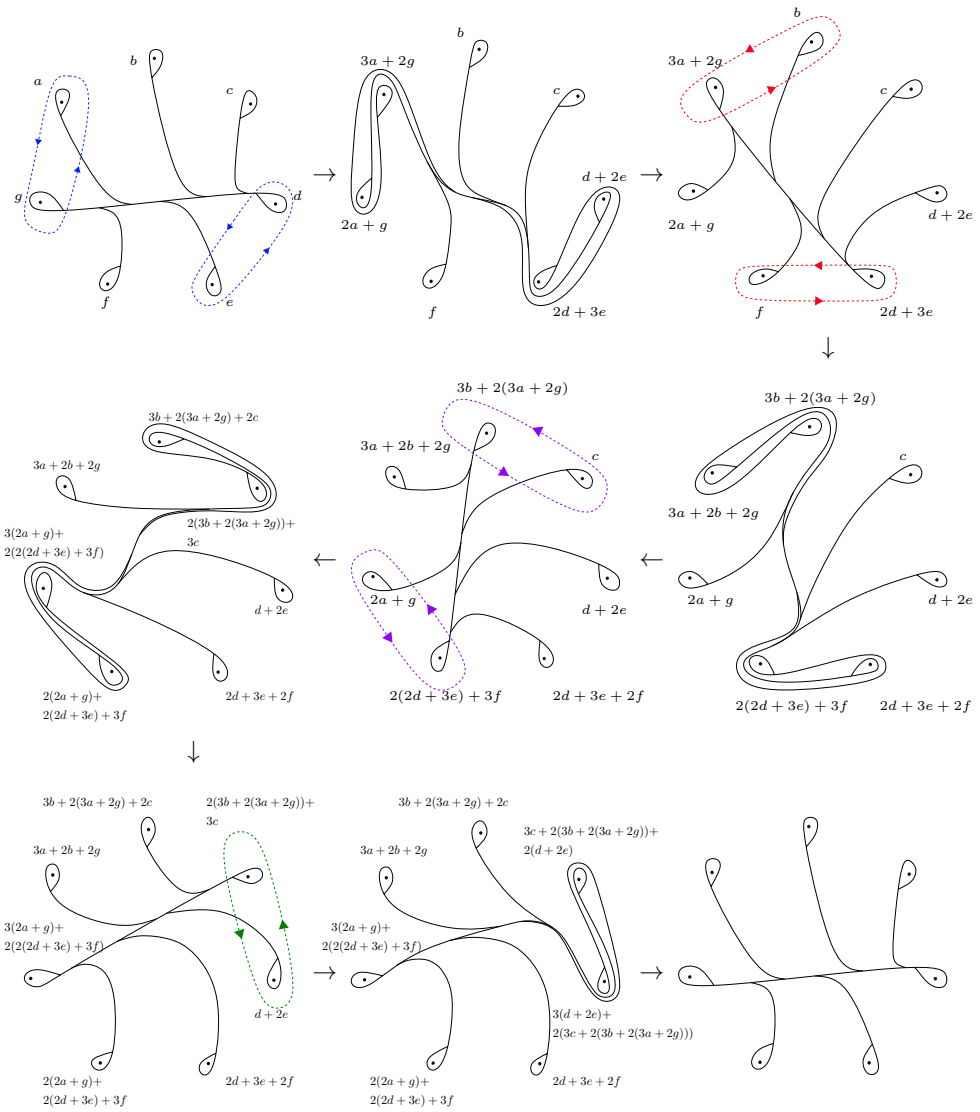 a
b
c
g
d
f
e
→
b
3a + 2g
c
d + 2e
2a + g
f
2d + 3e
→
b
3a + 2g
c
2a + g
d + 2e
f
2d + 3e
↓
3b + 2(3a + 2g) + 2c
3a + 2b + 2g
3(2a + g)+
2(2(2d + 3e) + 3f)
2(3b + 2(3a + 2g))+
3c
d + 2e
2(2a + g)+
2(2d + 3e) + 3f
2d + 3e + 2f
←
3b + 2(3a + 2g)
3a + 2b + 2g
c
2a + g
d + 2e
2(2d + 3e) + 3f
2d + 3e + 2f
←
3b + 2(3a + 2g)
c
3a + 2b + 2g
2a + g
d + 2e
2(2d + 3e) + 3f
2d + 3e + 2f
↓
3b + 2(3a + 2g) + 2c
2(3b + 2(3a + 2g))+
3c
3a + 2b + 2g
3(2a + g)+
2(2(2d + 3e) + 3f)
d + 2e
2(2a + g)+
2(2d + 3e) + 3f
2d + 3e + 2f
→
3b + 2(3a + 2g) + 2c
3c + 2(3b + 2(3a + 2g))+
2(d + 2e)
3a + 2b + 2g
3(2a + g)+
2(2(2d + 3e) + 3f)
3(d + 2e)+
2(3c + 2(3b + 2(3a + 2g)))
2(2a + g)+
2(2d + 3e) + 3f
2d + 3e + 2f
→